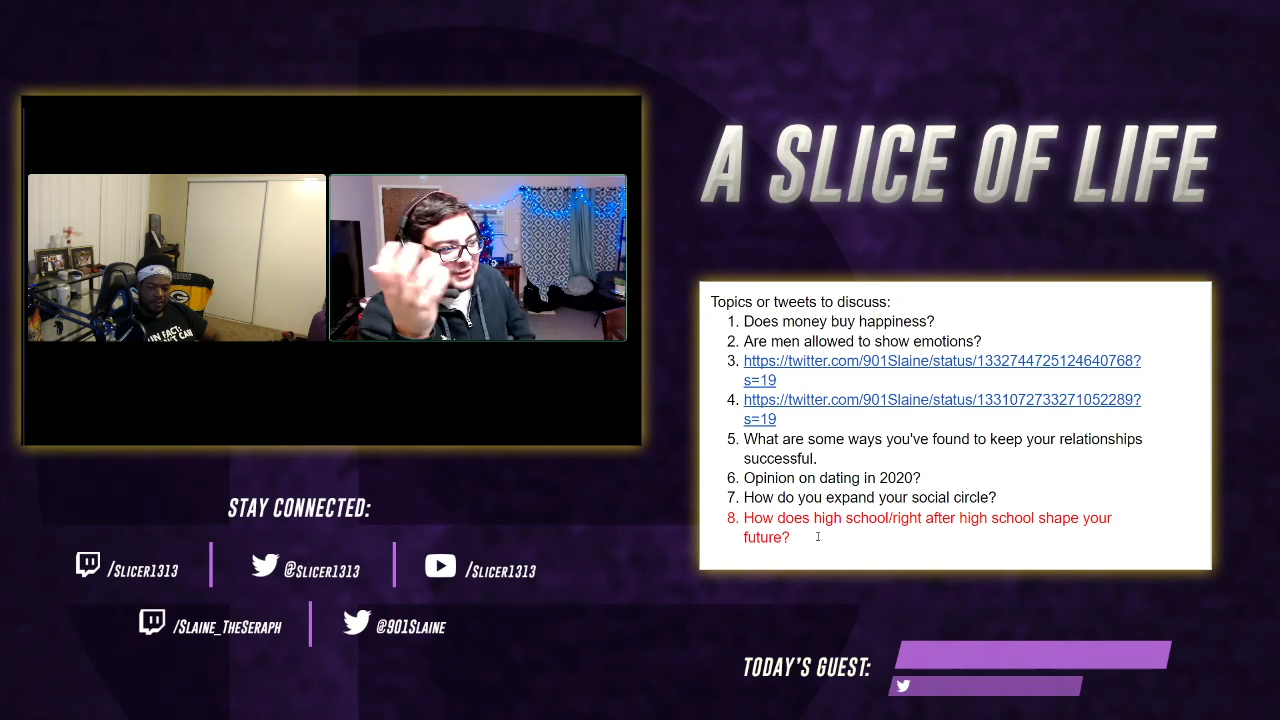 A SLICE OF LIFE
Topics or tweets to discuss:
1. Does money buy happiness?
2. Are men allowed to show emotions?
3. https://twitter.com/901Slaine/status/1332744725124640768?
s=19
4. https://twitter.com/901Slaine/status/1331072733271052289?
s=19
5. What are some ways you've found to keep your relationships
successful.
6. Opinion on dating in 2020?
7. How do you expand your social circle?
8. How does high school/right after high school shape your
future?
STAY CONNECTED:
/SLICER1313
@SLICER1313
/SLICER1313
/SLAINE_THESERAPH
@901SLAINE
TODAY'S GUEST: